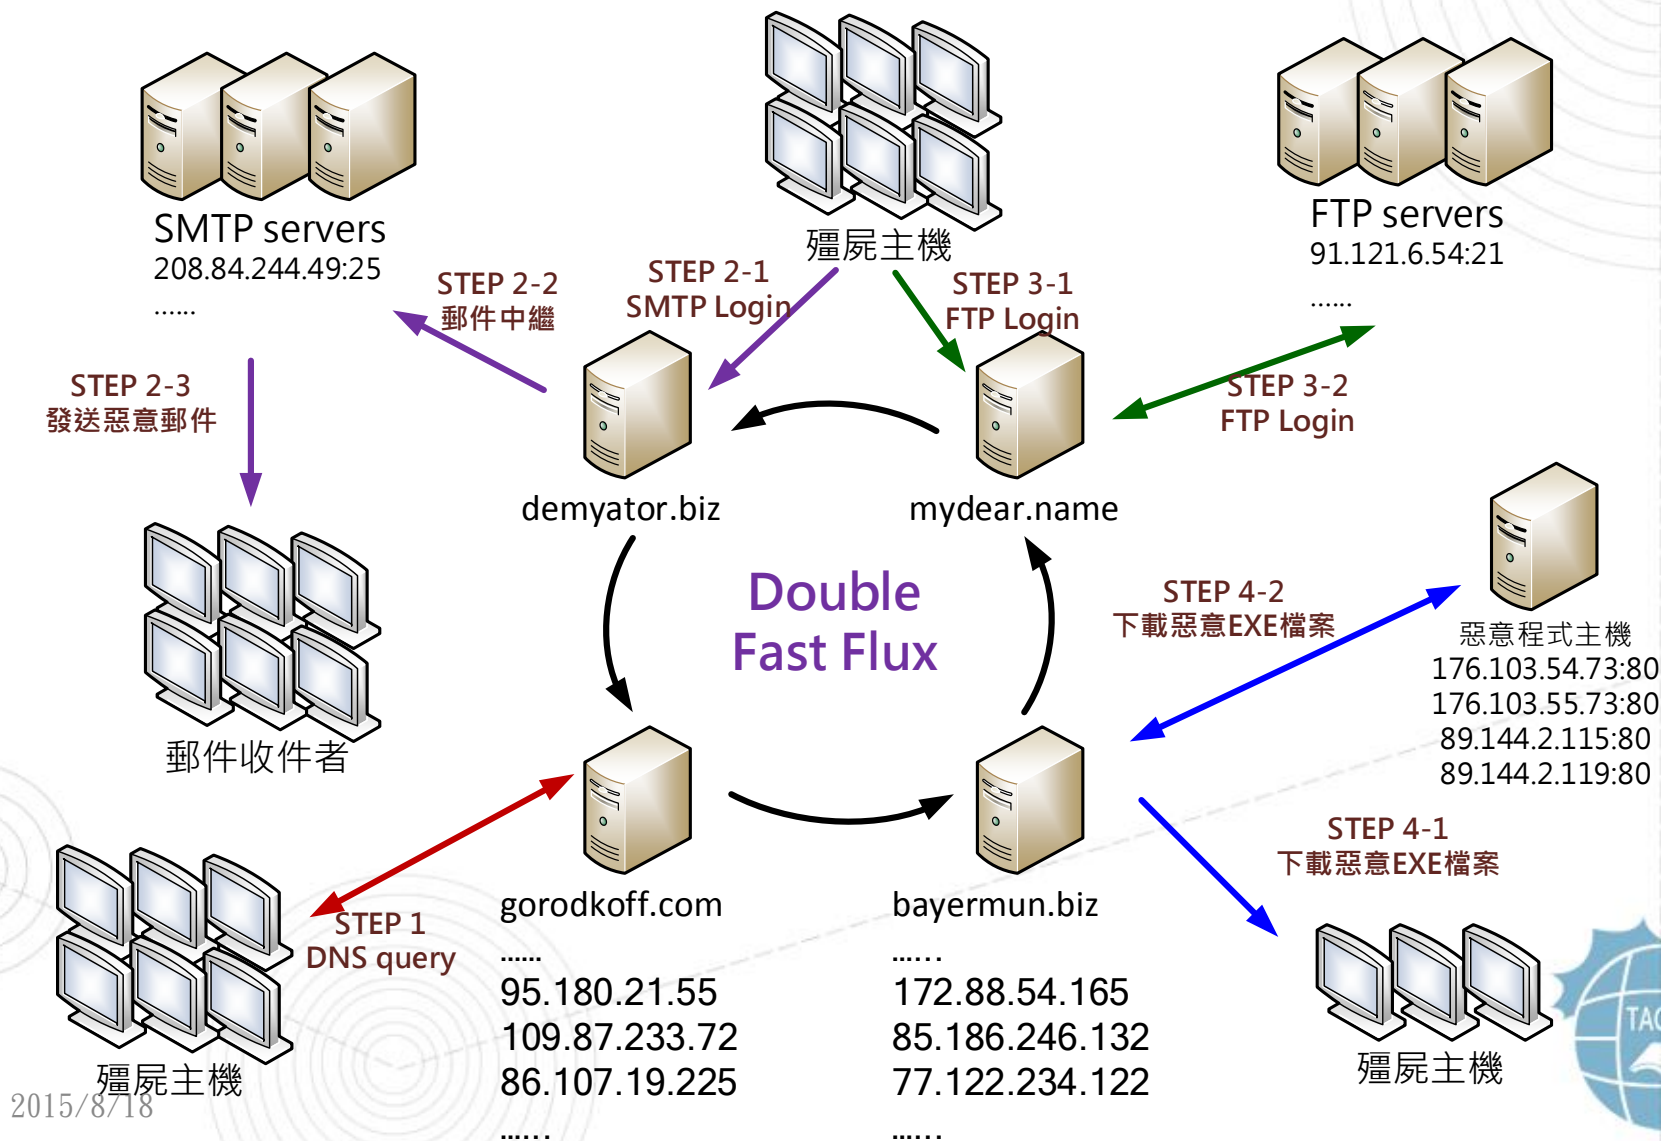 SMTP servers
208.84.244.49:25
......
殭屍主機
FTP servers
91.121.6.54:21
......
STEP 2-2
郵件中繼
STEP 2-1
SMTP Login
STEP 3-1
FTP Login
STEP 2-3
發送惡意郵件
STEP 3-2
FTP Login
demyator.biz
mydear.name
Double
Fast Flux
STEP 4-2
下載惡意EXE檔案
惡意程式主機
176.103.54.73:80
176.103.55.73:80
89.144.2.115:80
89.144.2.119:80
郵件收件者
STEP 4-1
下載惡意EXE檔案
STEP 1
DNS query
gorodkoff.com
......
95.180.21.55
109.87.233.72
86.107.19.225
......
bayermun.biz
......
172.88.54.165
85.186.246.132
77.122.234.122
......
殭屍主機
殭屍主機
2015/8/18